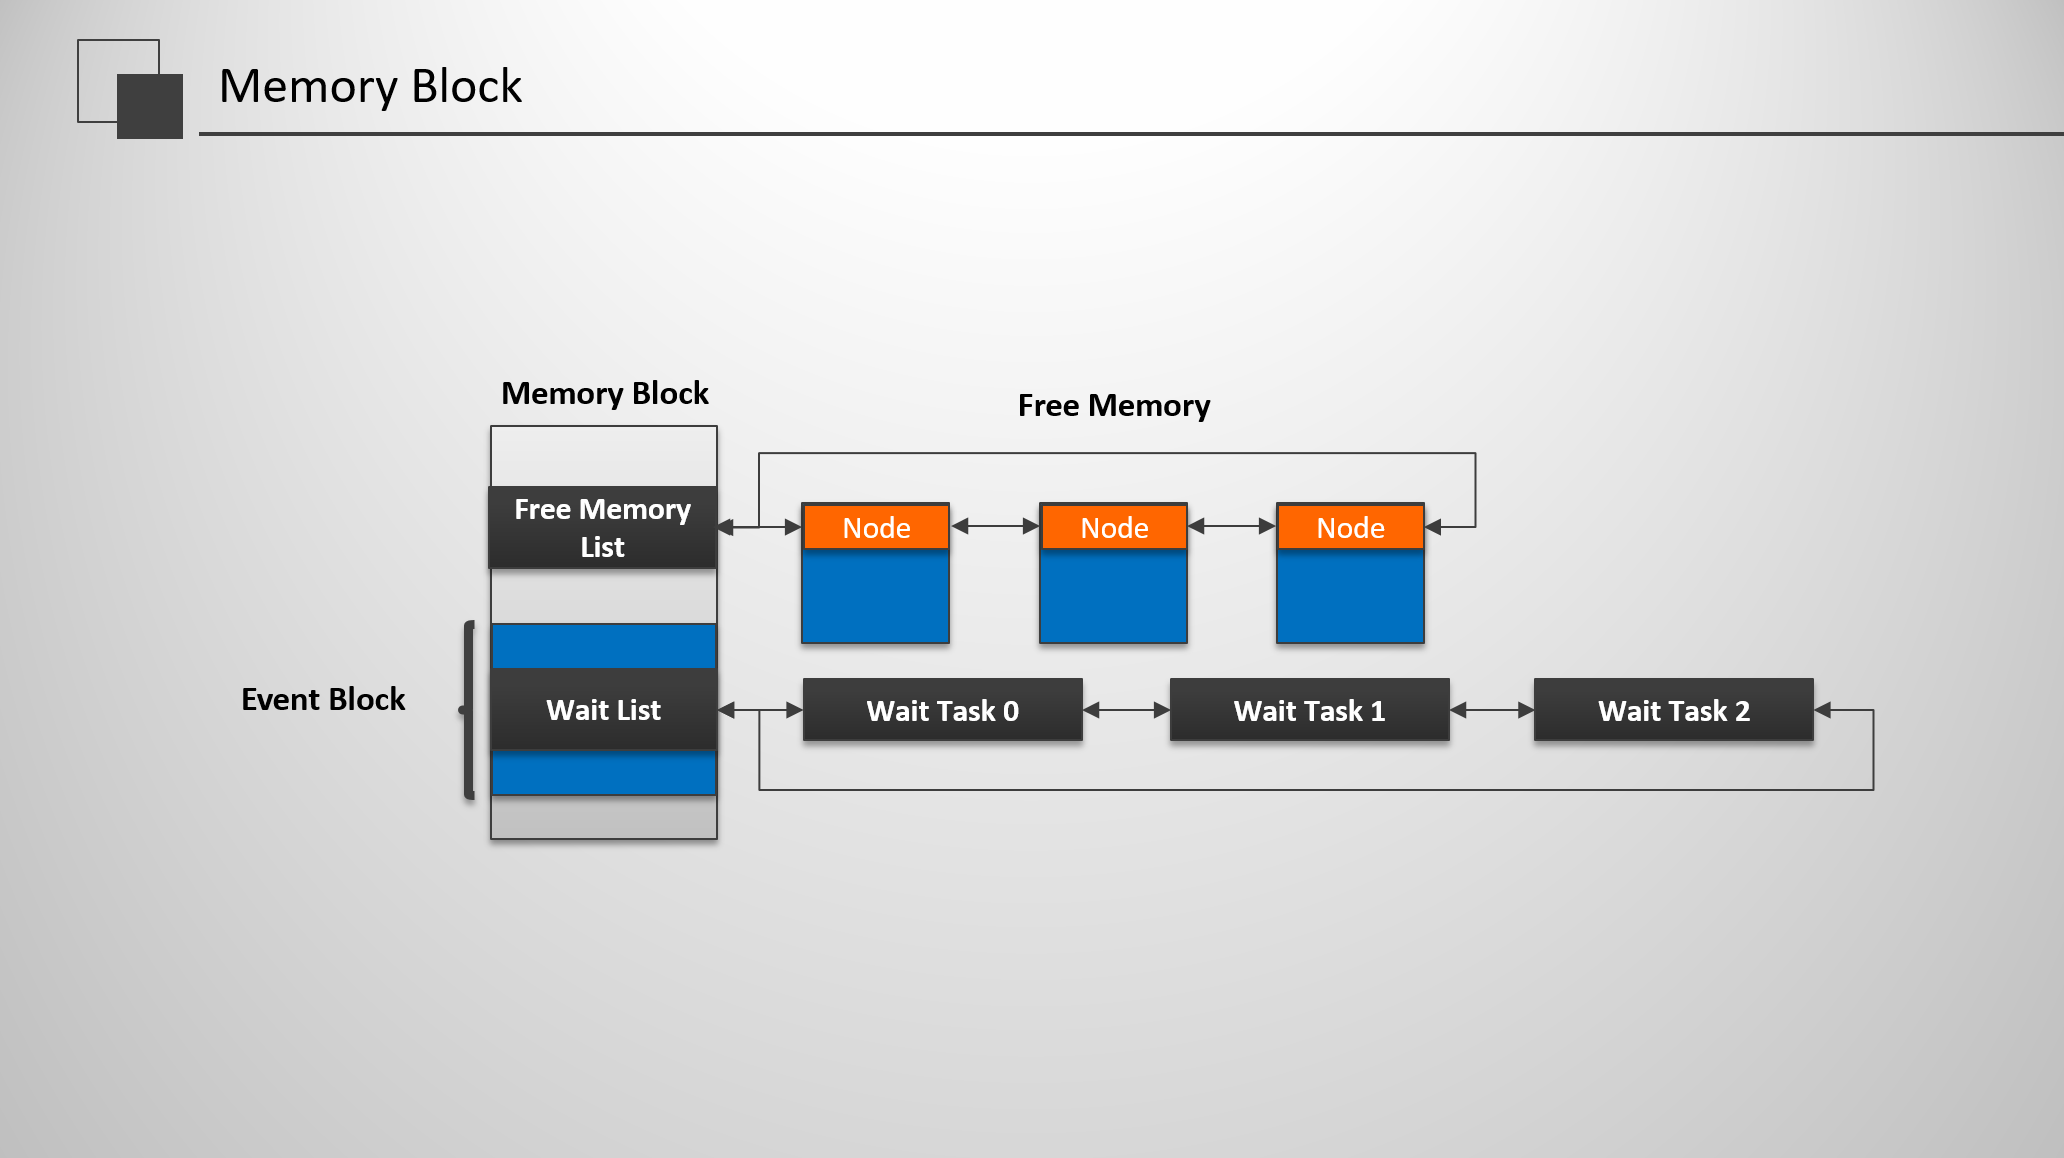 Memory Block
Memory Block
Free Memory
Free Memory
List
Node
Node
Node
Event Block
Wait List
Wait Task 0
Wait Task 1
Wait Task 2